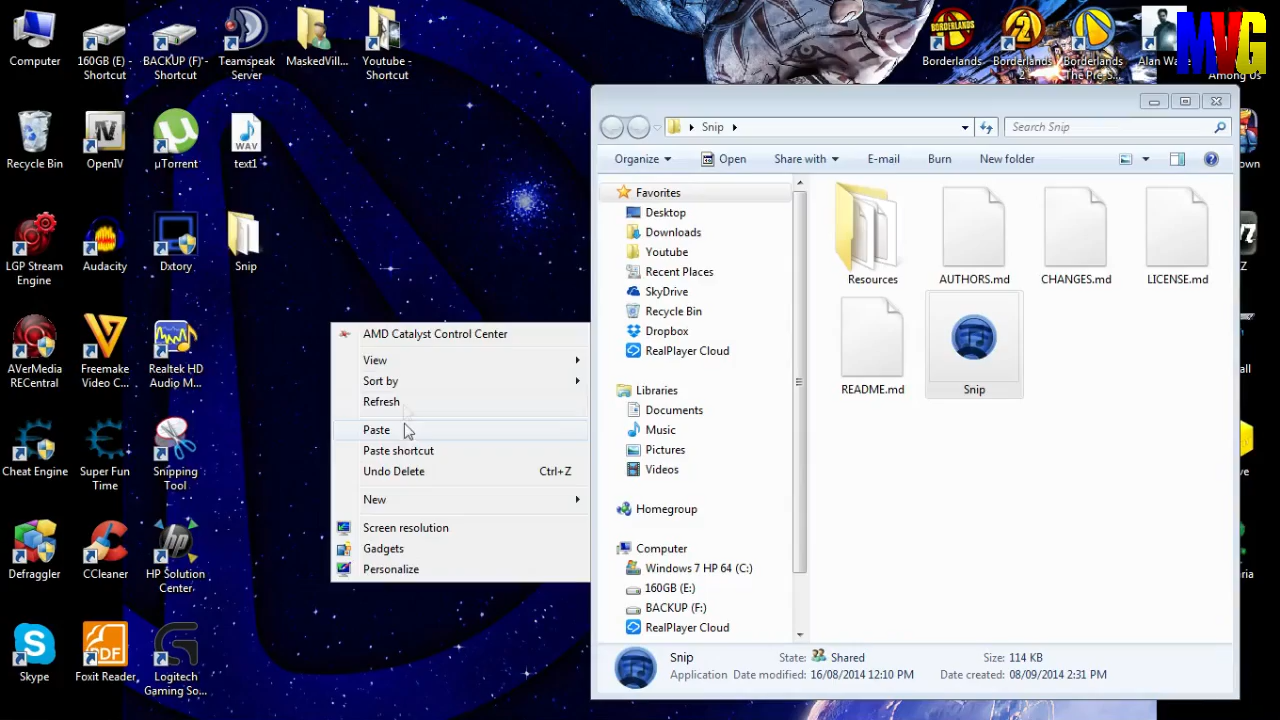 Computer
160GB (E) -
Shortcut
BACKUP (F) -
Shortcut
Teamspeak
Server
MaskedVill...
Youtube -
Shortcut
Recycle Bin
OpenIV
µTorrent
WAV
text1
LGP Stream
Engine
Audacity
Dxtory
Snip
AVerMedia
RECentral
Freemake
Video C...
Realtek HD
Audio M...
Cheat Engine
Super Fun
Time
Snipping
Tool
Defraggler
CCleaner
HP Solution
Center
Skype
PDF
Foxit Reader
Logitech
Gaming So...
AMD Catalyst Control Center
View
Sort by
Refresh
Paste
Paste shortcut
Undo Delete Ctrl+Z
New
Screen resolution
Gadgets
Personalize
BORDERLANDS
Borderlands
Borderlands
2
Borderlands
The Pre-S...
Alan Wa
MVG
Among Us
Snip
Search Snip
Organize
Open
Share with
E-mail
Burn
New folder
Favorites
Desktop
Downloads
Youtube
Recent Places
SkyDrive
Recycle Bin
Dropbox
RealPlayer Cloud
Libraries
Documents
Music
Pictures
Videos
Homegroup
Computer
Windows 7 HP 64 (C:)
160GB (E:)
BACKUP (F:)
RealPlayer Cloud
Resources
AUTHORS.md
CHANGES.md
LICENSE.md
README.md
Snip
Snip State: Shared Size: 114 KB
Application Date modified: 16/08/2014 12:10 PM Date created: 08/09/2014 2:31 PM